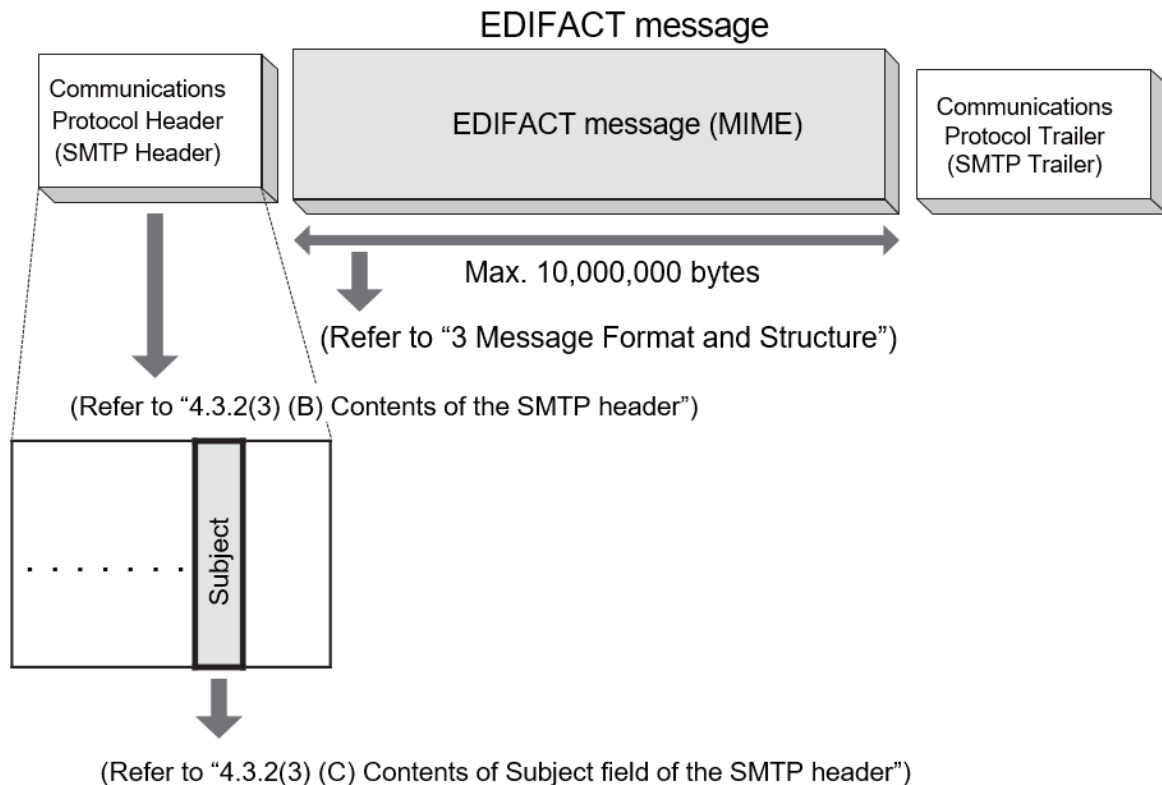 EDIFACT message
Communications
Protocol Header
(SMTP Header)
EDIFACT message (MIME)
Communications
Protocol Trailer
(SMTP Trailer)
Max. 10,000,000 bytes
(Refer to “3 Message Format and Structure”)
(Refer to “4.3.2(3) (B) Contents of the SMTP header”)
. . . . . . .
Subject
(Refer to “4.3.2(3) (C) Contents of Subject field of the SMTP header”)